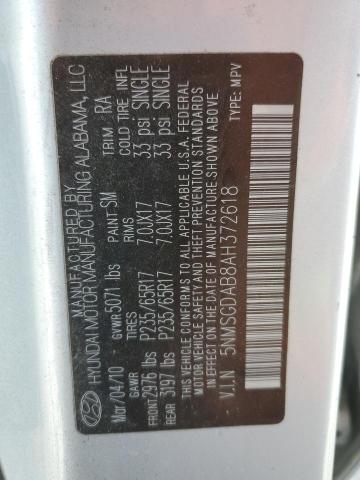 MANUFACTURED BY
HYUNDAI MOTOR MANUFACTURING ALABAMA, LLC
Mar/04/10 GVWR 5071 lbs PAINT SM TRIM RA
GAWR RIMS COLD TIRE INFL
FRONT 2976 lbs P235/65R17 7.0JX17 33 psi SINGLE
REAR 3197 lbs P235/65R17 7.0JX17 33 psi SINGLE
THIS VEHICLE CONFORMS TO ALL APPLICABLE U.S.A. FEDERAL
MOTOR VEHICLE SAFETY AND THEFT PREVENTION STANDARDS
IN EFFECT ON THE DATE OF MANUFACTURE SHOWN ABOVE.
V.I.N 5NMSGDAB8AH372618 TYPE: MPV